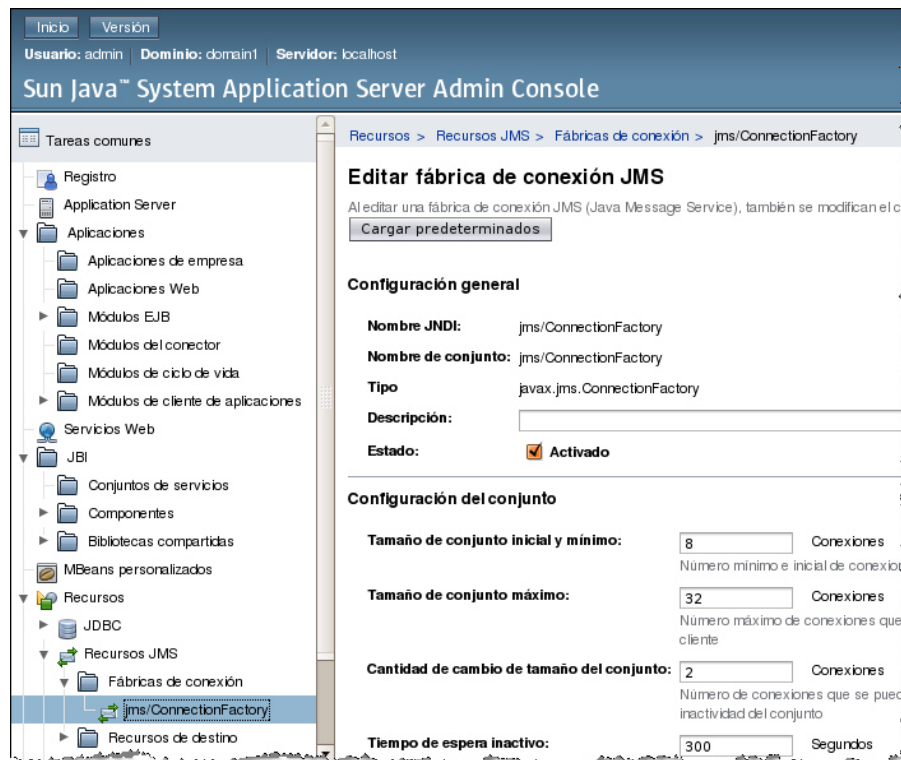 Inicio Versión
Usuario: admin Dominio: domain1 Servidor: localhost
Sun Java™ System Application Server Admin Console
Tareas comunes
Registro
Application Server
Aplicaciones
Aplicaciones de empresa
Aplicaciones Web
Módulos EJB
Módulos del conector
Módulos de ciclo de vida
Módulos de cliente de aplicaciones
Servicios Web
JBI
Conjuntos de servicios
Componentes
Bibliotecas compartidas
MBeans personalizados
Recursos
JDBC
Recursos JMS
Fábricas de conexión
jms/ConnectionFactory
Recursos de destino
Recursos > Recursos JMS > Fábricas de conexión > jms/ConnectionFactory
Editar fábrica de conexión JMS
Al editar una fábrica de conexión JMS (Java Message Service), también se modifican el c
Cargar predeterminados
Configuración general
Nombre JNDI: jms/ConnectionFactory
Nombre de conjunto: jms/ConnectionFactory
Tipo javax.jms.ConnectionFactory
Descripción:
Estado: Activado
Configuración del conjunto
Tamaño de conjunto inicial y mínimo: 8 Conexiones
Número mínimo e inicial de conexio
Tamaño de conjunto máximo: 32 Conexiones
Número máximo de conexiones que
cliente
Cantidad de cambio de tamaño del conjunto: 2 Conexiones
Número de conexiones que se pued
inactividad del conjunto
Tiempo de espera inactivo: 300 Segundos